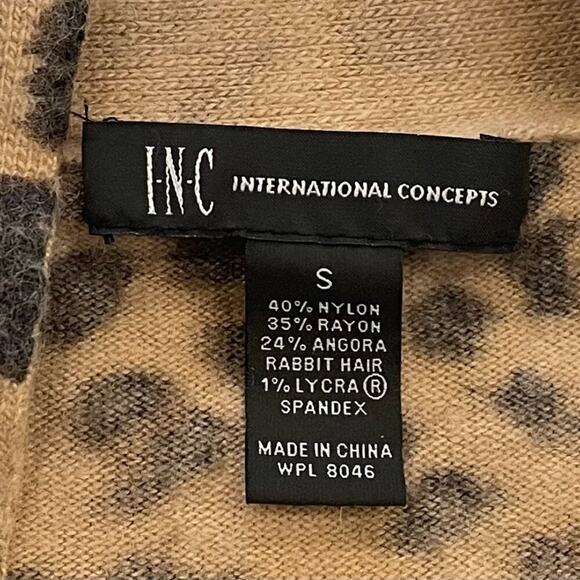 I-N-C INTERNATIONAL CONCEPTS
S
40% NYLON
35% RAYON
24% ANGORA
RABBIT HAIR
1% LYCRA ®
SPANDEX
MADE IN CHINA
WPL 8046